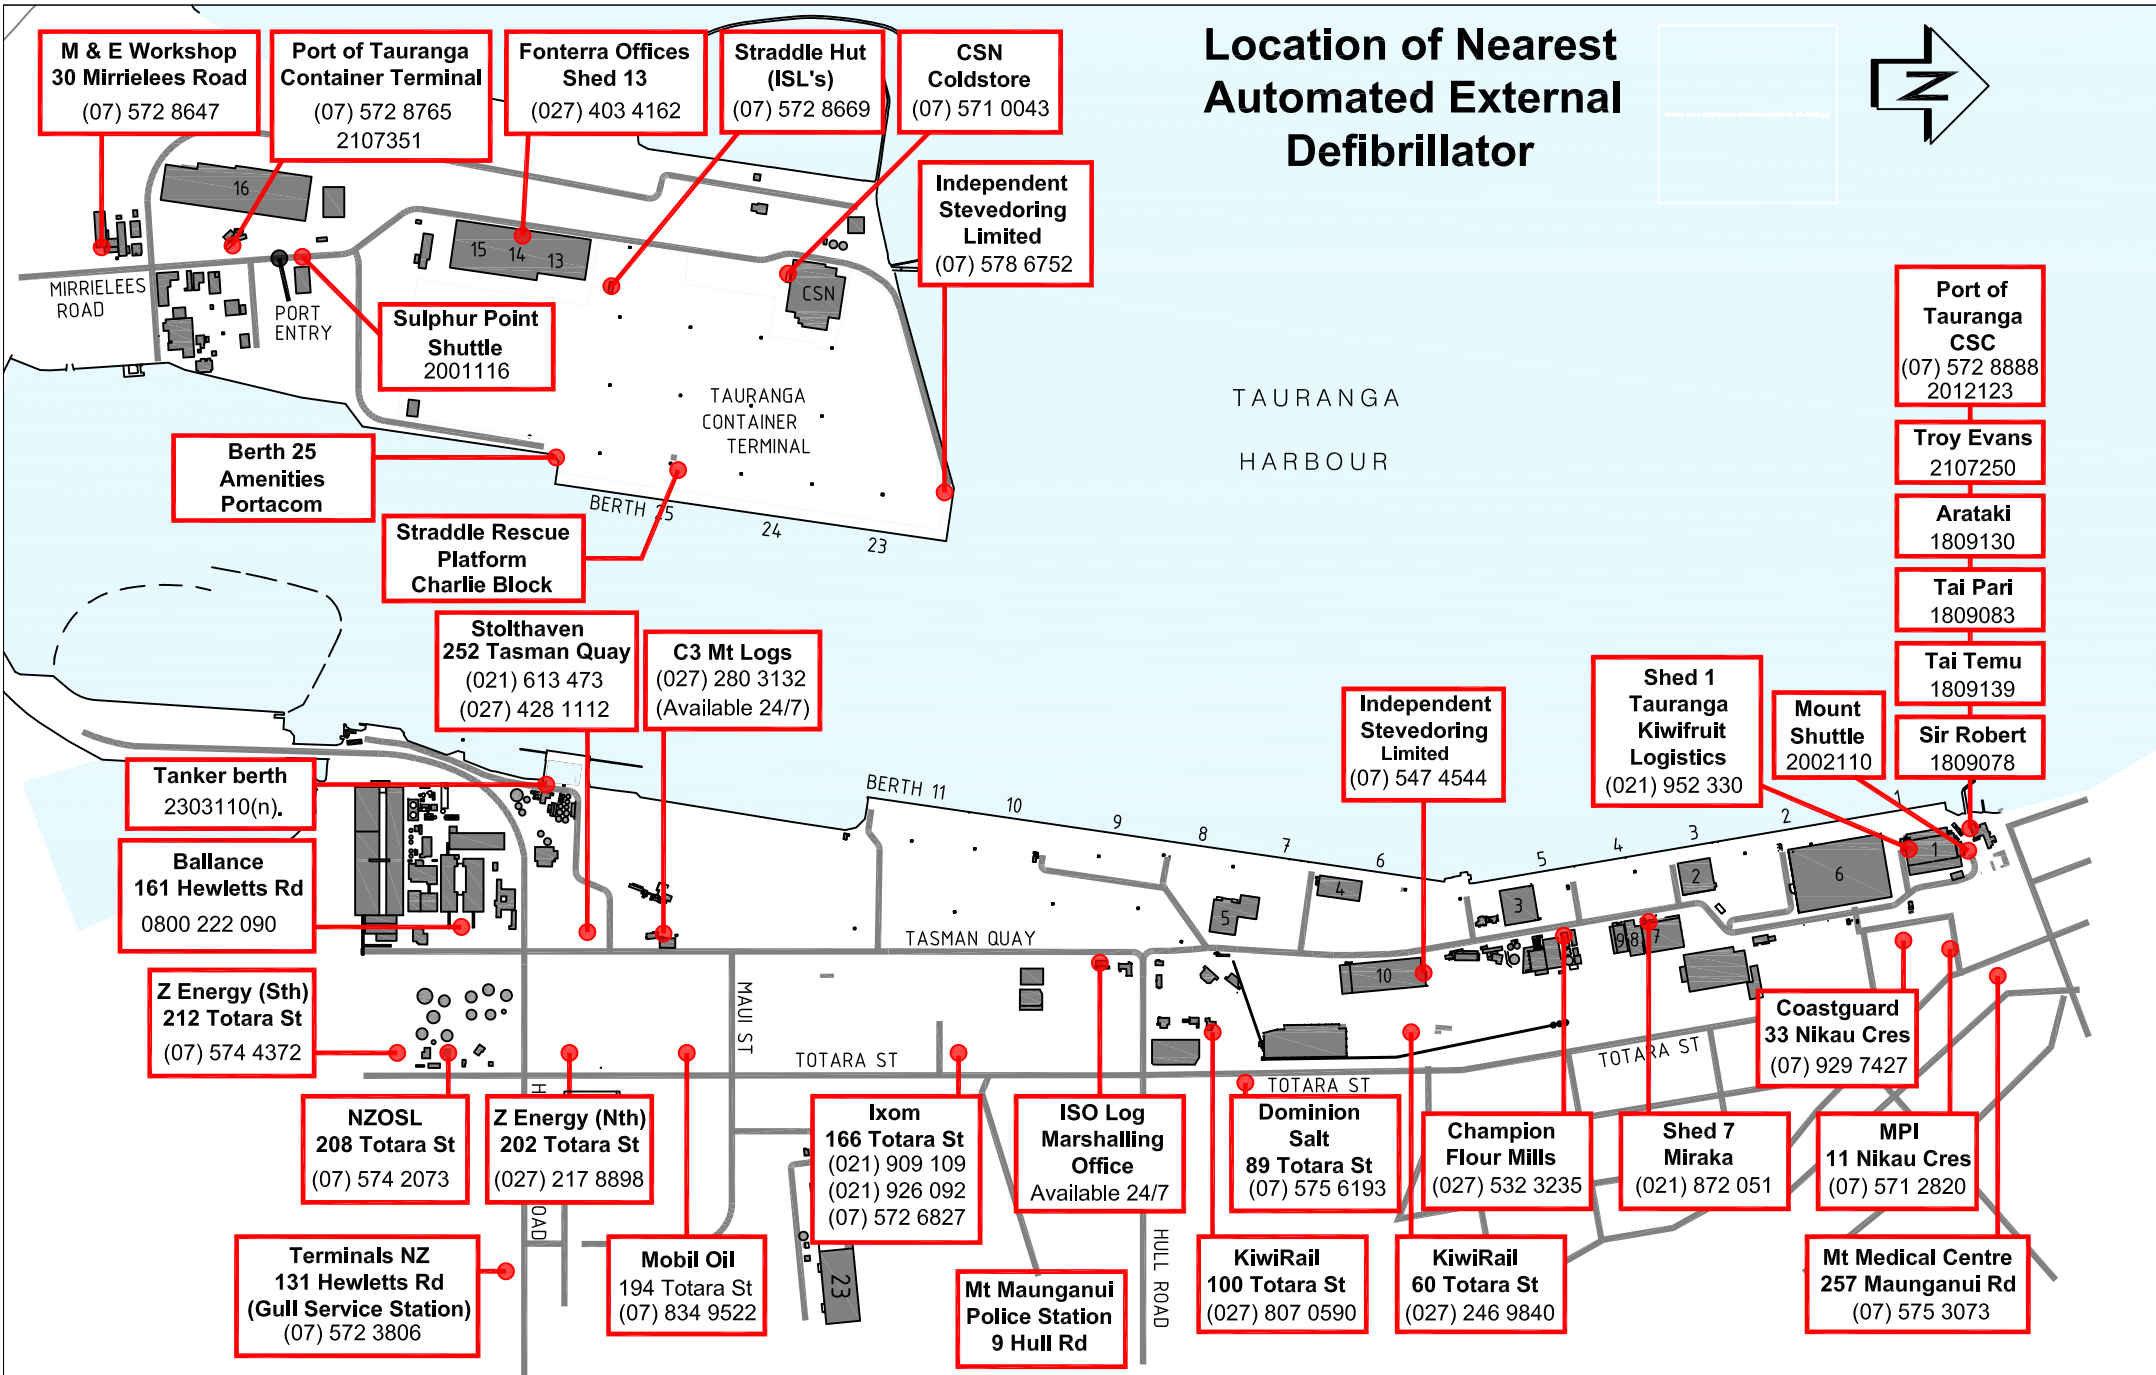 Location of Nearest
Automated External
Defibrillator
N
M & E Workshop
30 Mirrielees Road
(07) 572 8647
Port of Tauranga
Container Terminal
(07) 572 8765
2107351
Fonterra Offices
Shed 13
(027) 403 4162
Straddle Hut
(ISL's)
(07) 572 8669
CSN
Coldstore
(07) 571 0043
Independent
Stevedoring
Limited
(07) 578 6752
16
15
14
13
CSN
MIRRIELEES
ROAD
PORT
ENTRY
Sulphur Point
Shuttle
2001116
TAURANGA
CONTAINER
TERMINAL
TAURANGA
HARBOUR
Port of
Tauranga
CSC
(07) 572 8888
2012123
Troy Evans
2107250
Arataki
1809130
Tai Pari
1809083
Tai Temu
1809139
Sir Robert
1809078
Berth 25
Amenities
Portacom
BERTH 25
24
23
Straddle Rescue
Platform
Charlie Block
Stolthaven
252 Tasman Quay
(021) 613 473
(027) 428 1112
C3 Mt Logs
(027) 280 3132
(Available 24/7)
Independent
Stevedoring
Limited
(07) 547 4544
Shed 1
Tauranga
Kiwifruit
Logistics
(021) 952 330
Mount
Shuttle
2002110
Tanker berth
2303110(n).
BERTH 11
10
9
8
7
6
5
4
3
2
1
Ballance
161 Hewletts Rd
0800 222 090
5
4
3
2
6
1
9
8
7
10
TASMAN QUAY
Z Energy (Sth)
212 Totara St
(07) 574 4372
MAUI ST
TOTARA ST
TOTARA ST
TOTARA ST
Coastguard
33 Nikau Cres
(07) 929 7427
NZOSL
208 Totara St
(07) 574 2073
Z Energy (Nth)
202 Totara St
(027) 217 8898
H
OAD
Ixom
166 Totara St
(021) 909 109
(021) 926 092
(07) 572 6827
ISO Log
Marshalling
Office
Available 24/7
Dominion
Salt
89 Totara St
(07) 575 6193
Champion
Flour Mills
(027) 532 3235
Shed 7
Miraka
(021) 872 051
MPI
11 Nikau Cres
(07) 571 2820
Terminals NZ
131 Hewletts Rd
(Gull Service Station)
(07) 572 3806
Mobil Oil
194 Totara St
(07) 834 9522
23
Mt Maunganui
Police Station
9 Hull Rd
HULL ROAD
KiwiRail
100 Totara St
(027) 807 0590
KiwiRail
60 Totara St
(027) 246 9840
Mt Medical Centre
257 Maunganui Rd
(07) 575 3073